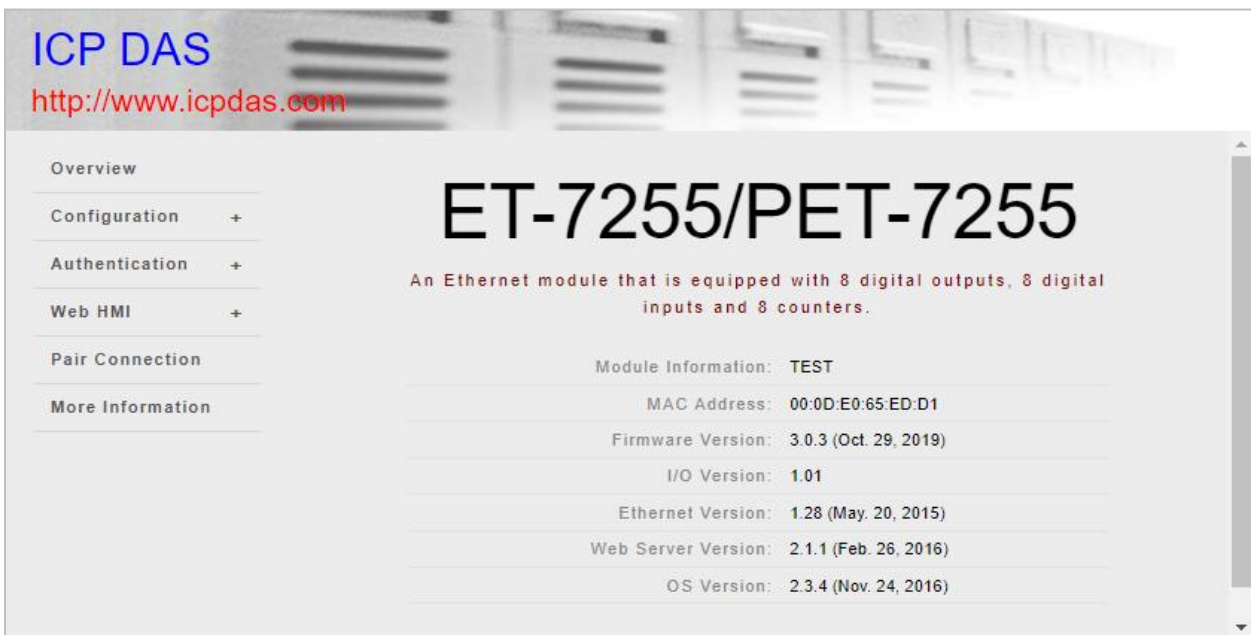 ICP DAS
http://www.icpdas.com
Overview
Configuration +
Authentication +
Web HMI +
Pair Connection
More Information
ET-7255/PET-7255
An Ethernet module that is equipped with 8 digital outputs, 8 digital
inputs and 8 counters.
Module Information: TEST
MAC Address: 00:0D:E0:65:ED:D1
Firmware Version: 3.0.3 (Oct. 29, 2019)
I/O Version: 1.01
Ethernet Version: 1.28 (May. 20, 2015)
Web Server Version: 2.1.1 (Feb. 26, 2016)
OS Version: 2.3.4 (Nov. 24, 2016)